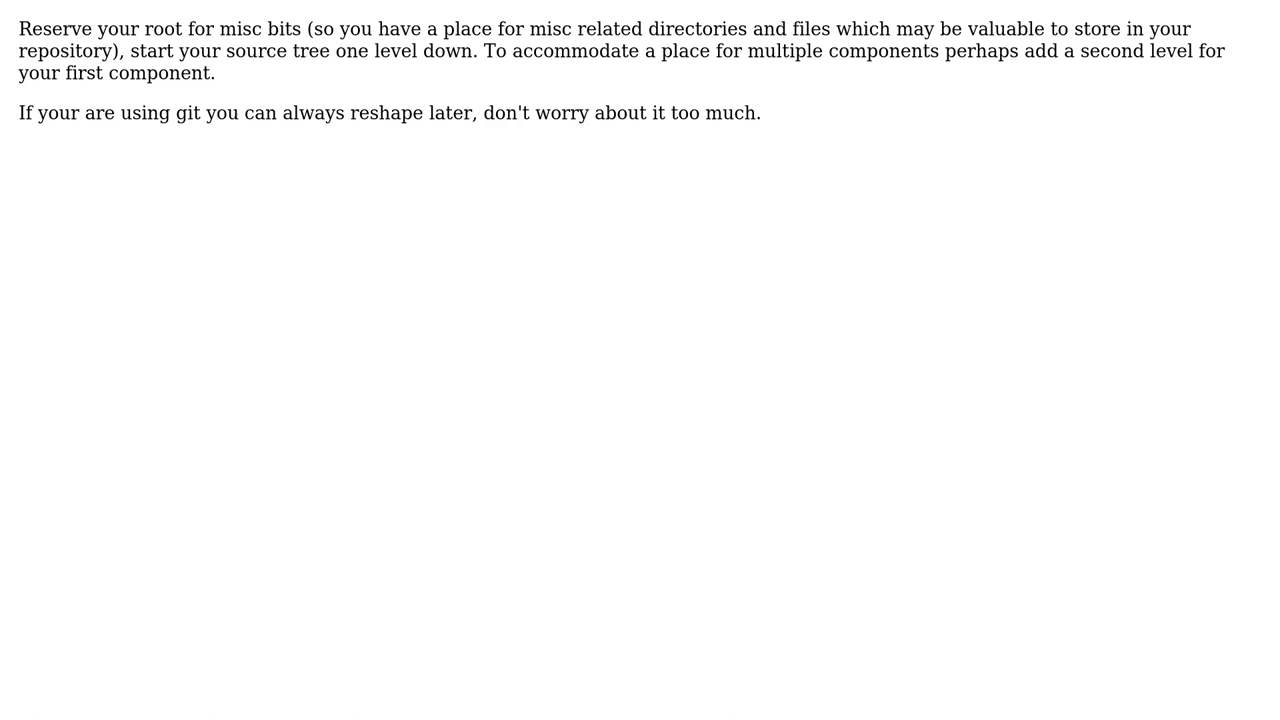 Reserve your root for misc bits (so you have a place for misc related directories and files which may be valuable to store in your
repository), start your source tree one level down. To accommodate a place for multiple components perhaps add a second level for
your first component.
If your are using git you can always reshape later, don't worry about it too much.